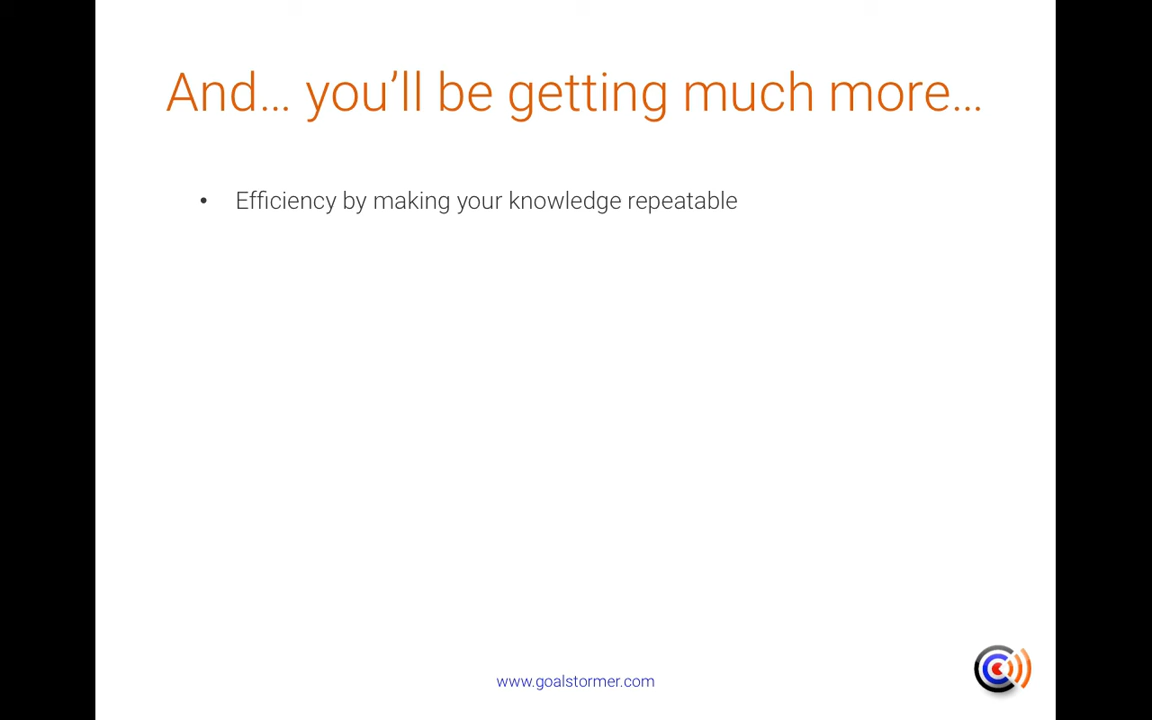 And… you’ll be getting much more…
• Efficiency by making your knowledge repeatable
www.goalstormer.com